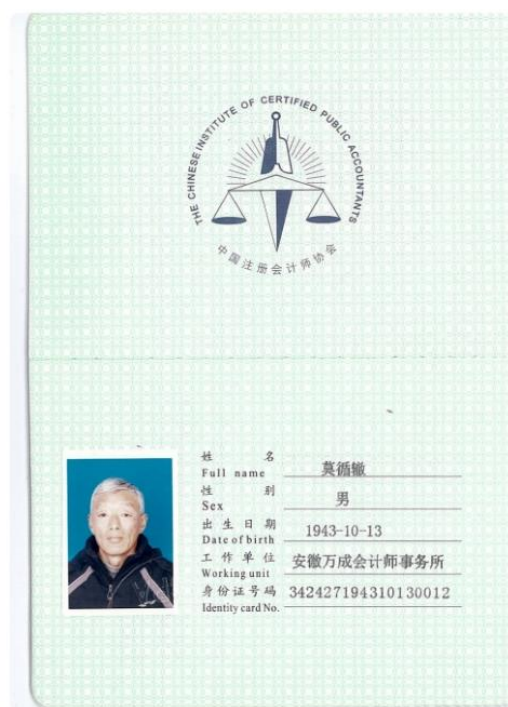 THE CHINESE INSTITUTE OF CERTIFIED PUBLIC ACCOUNTANTS
中国注册会计师协会
姓 名 莫循辙
Full name
性 别 男
Sex
出 生 日 期 1943-10-13
Date of birth
工 作 单 位 安徽万成会计师事务所
Working unit
身 份 证 号 码 342427194310130012
Identity card No.